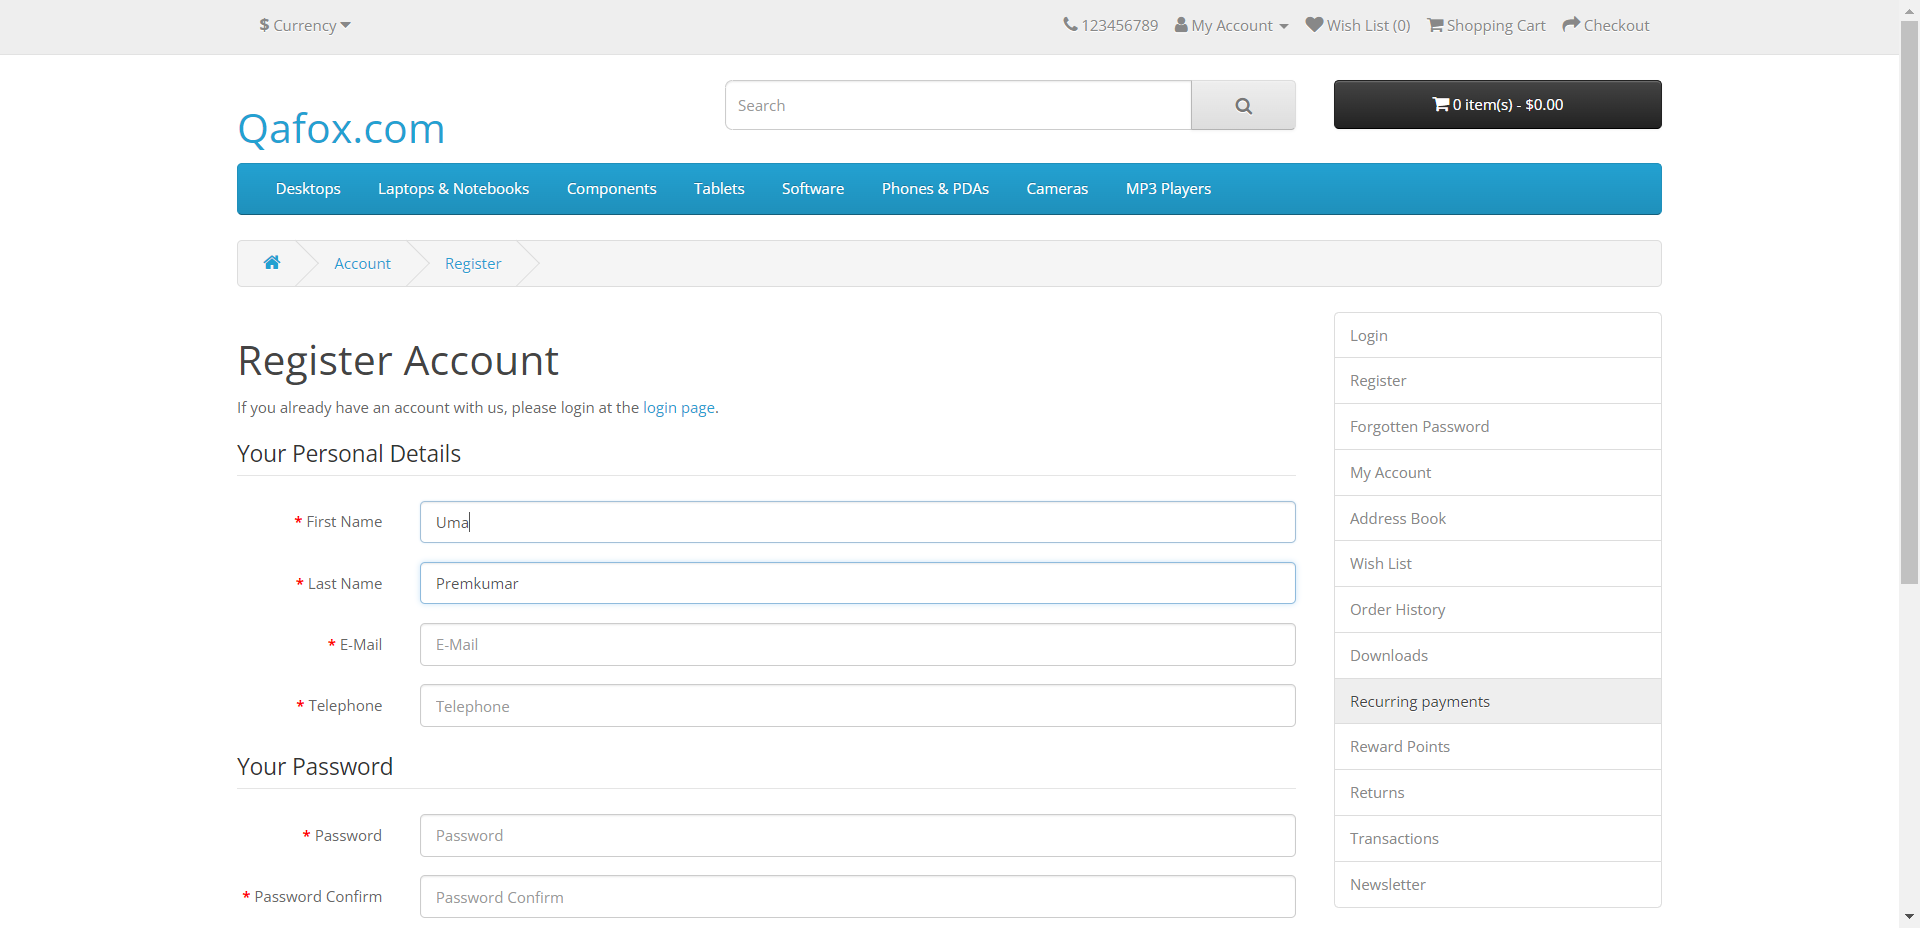 $ Currency
123456789 My Account Wish List (0) Shopping Cart Checkout
Qafox.com
Search
0 item(s) - $0.00
Desktops Laptops & Notebooks Components Tablets Software Phones & PDAs Cameras MP3 Players
Account Register
Register Account
If you already have an account with us, please login at the login page.
Your Personal Details
* First Name Uma
* Last Name Premkumar
* E-Mail E-Mail
* Telephone Telephone
Your Password
* Password Password
* Password Confirm Password Confirm
Login
Register
Forgotten Password
My Account
Address Book
Wish List
Order History
Downloads
Recurring payments
Reward Points
Returns
Transactions
Newsletter